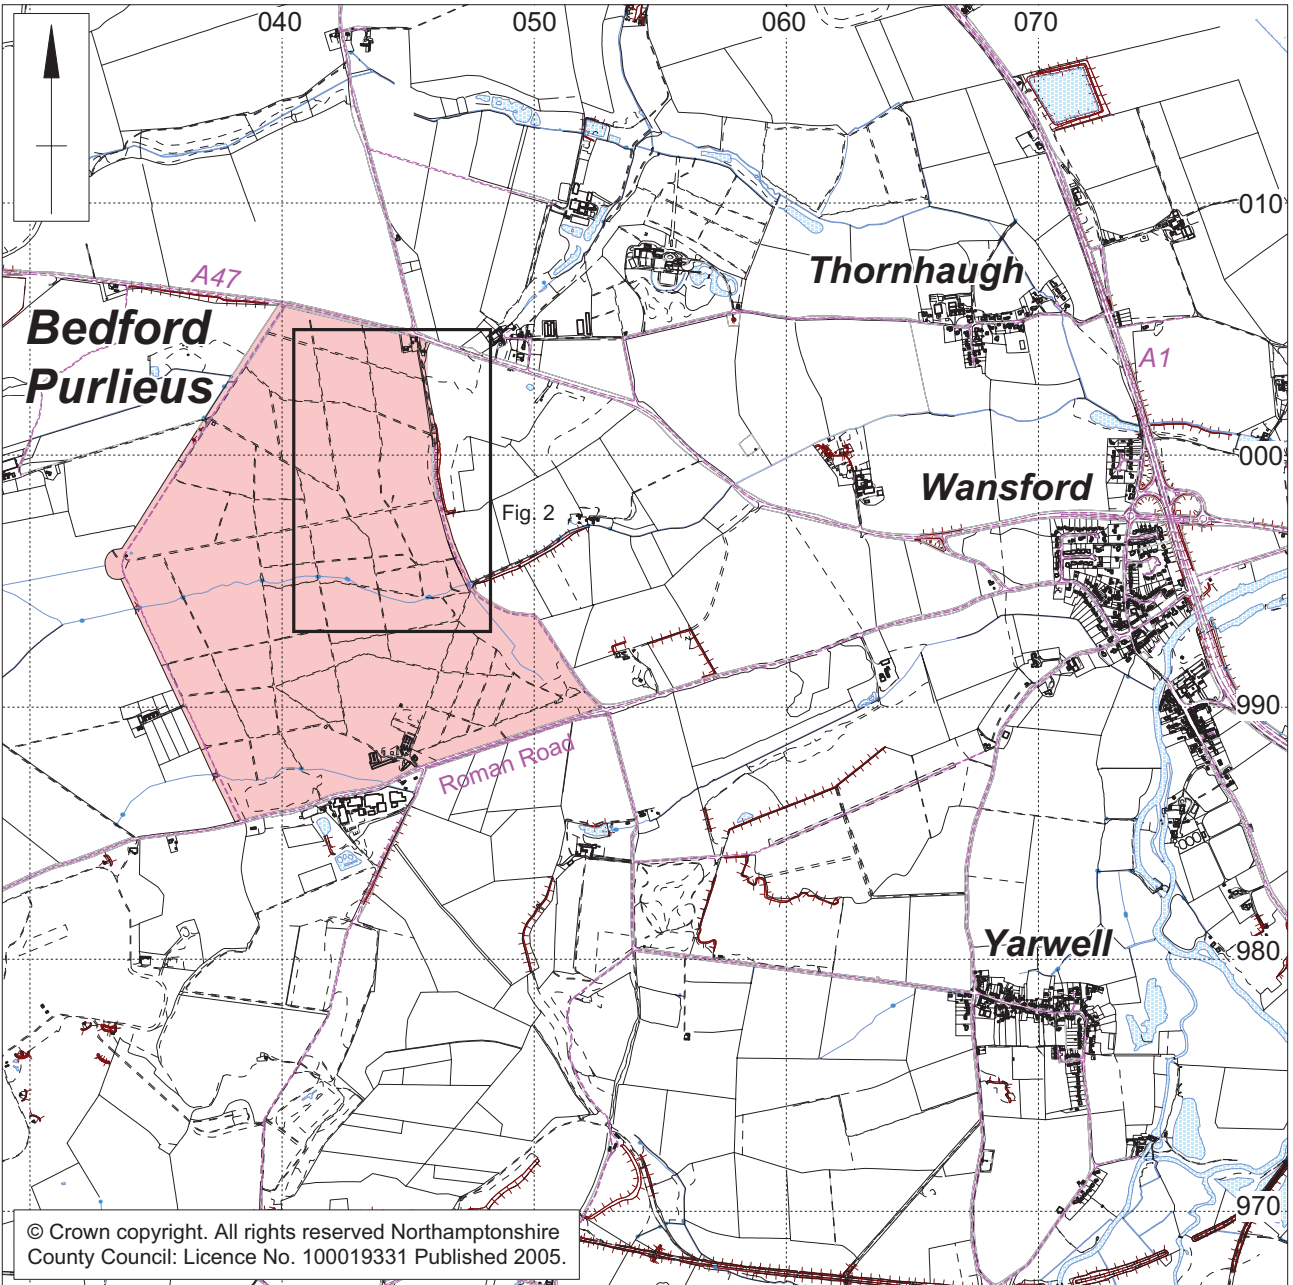 040
050
060
070
010
A47
Thornhaugh
Bedford
Purlieus
A1
000
Wansford
Fig. 2
990
Roman Road
Yarwell
980
970
© Crown copyright. All rights reserved Northamptonshire
County Council: Licence No. 100019331 Published 2005.